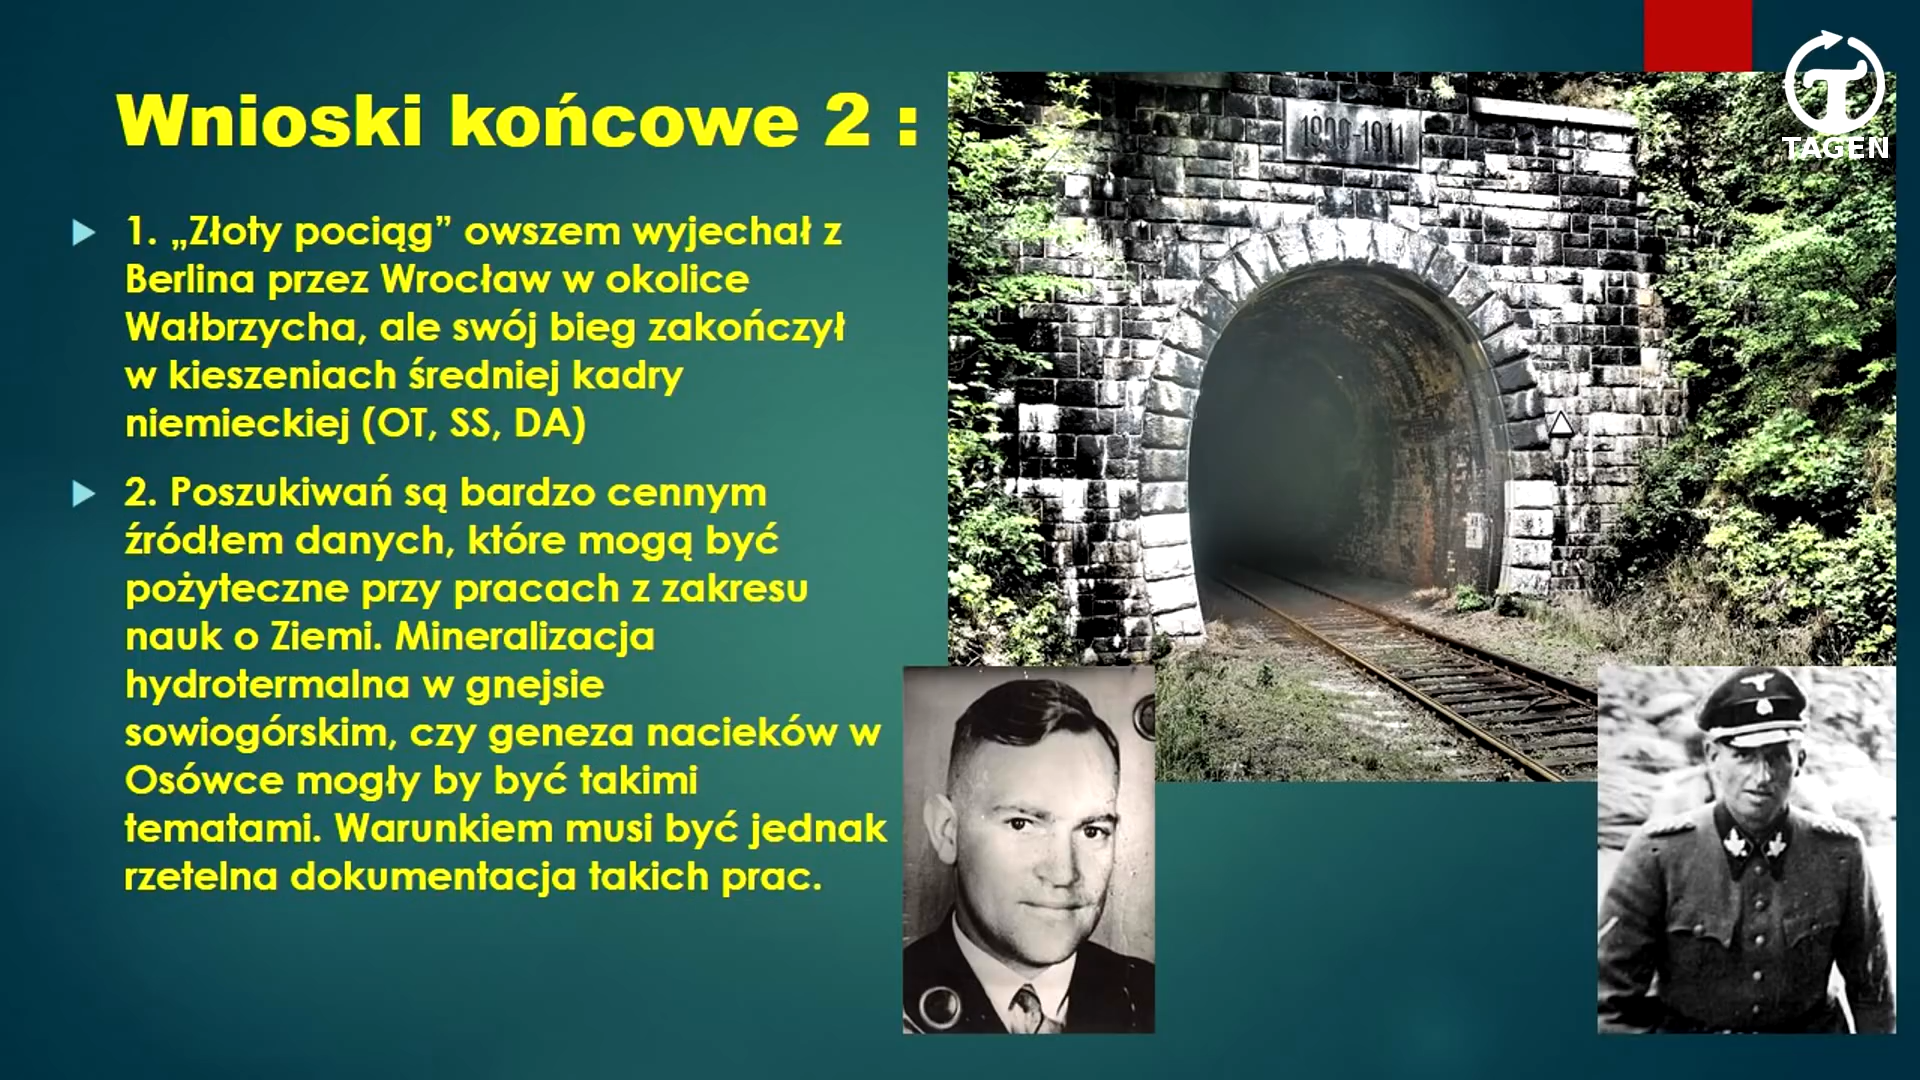 Wnioski końcowe 2 :
1. „Złoty pociąg” owszem wyjechał z
Berlina przez Wrocław w okolice
Wałbrzycha, ale swój bieg zakończył
w kieszeniach średniej kadry
niemieckiej (OT, SS, DA)
2. Poszukiwań są bardzo cennym
źródłem danych, które mogą być
pożyteczne przy pracach z zakresu
nauk o Ziemi. Mineralizacja
hydrotermalna w gnejsie
sowiogórskim, czy geneza nacieków w
Osówce mogły by być takimi
tematami. Warunkiem musi być jednak
rzetelna dokumentacja takich prac.
1909-1911
TAGEN